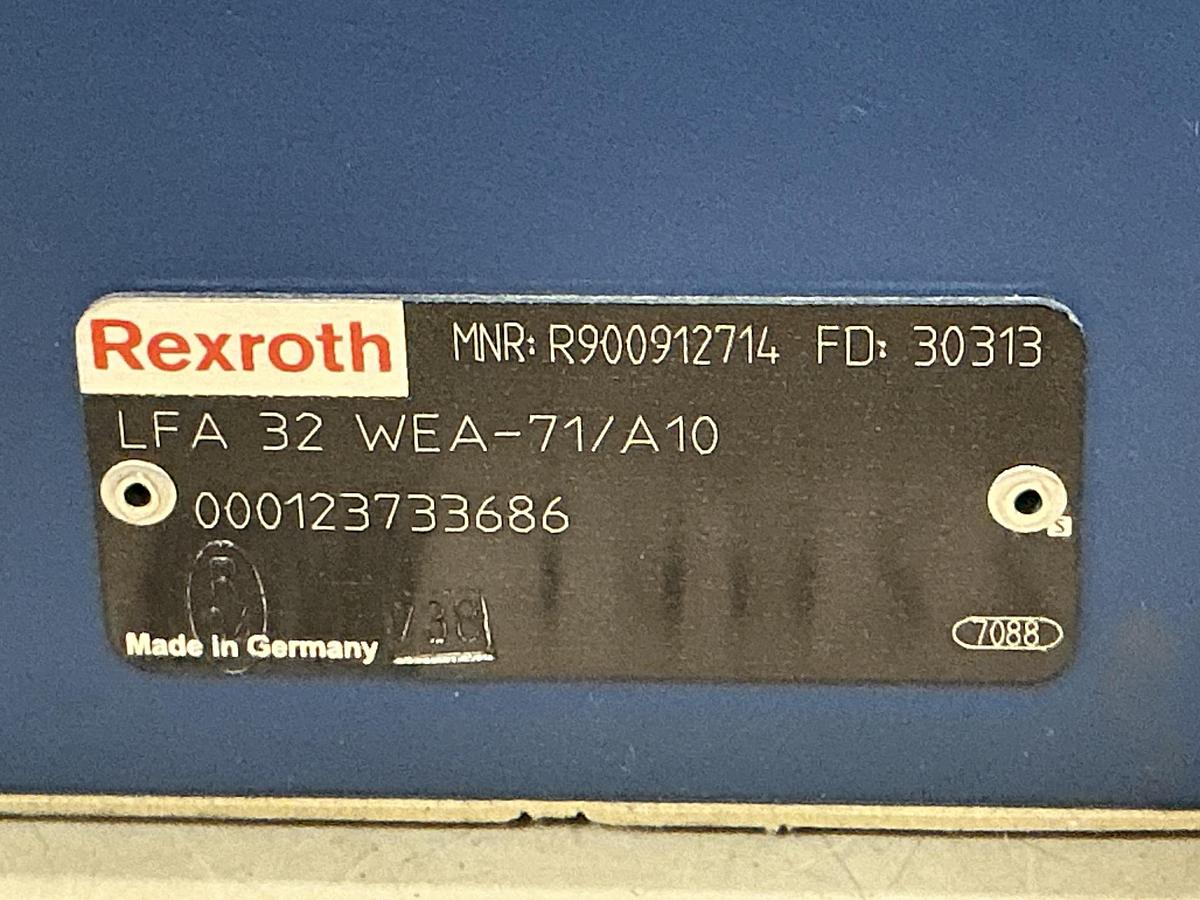 Rexroth MNR: R900912714 FD: 30313
LFA 32 WEA-71/A10
000123733686
S
Made in Germany
7088